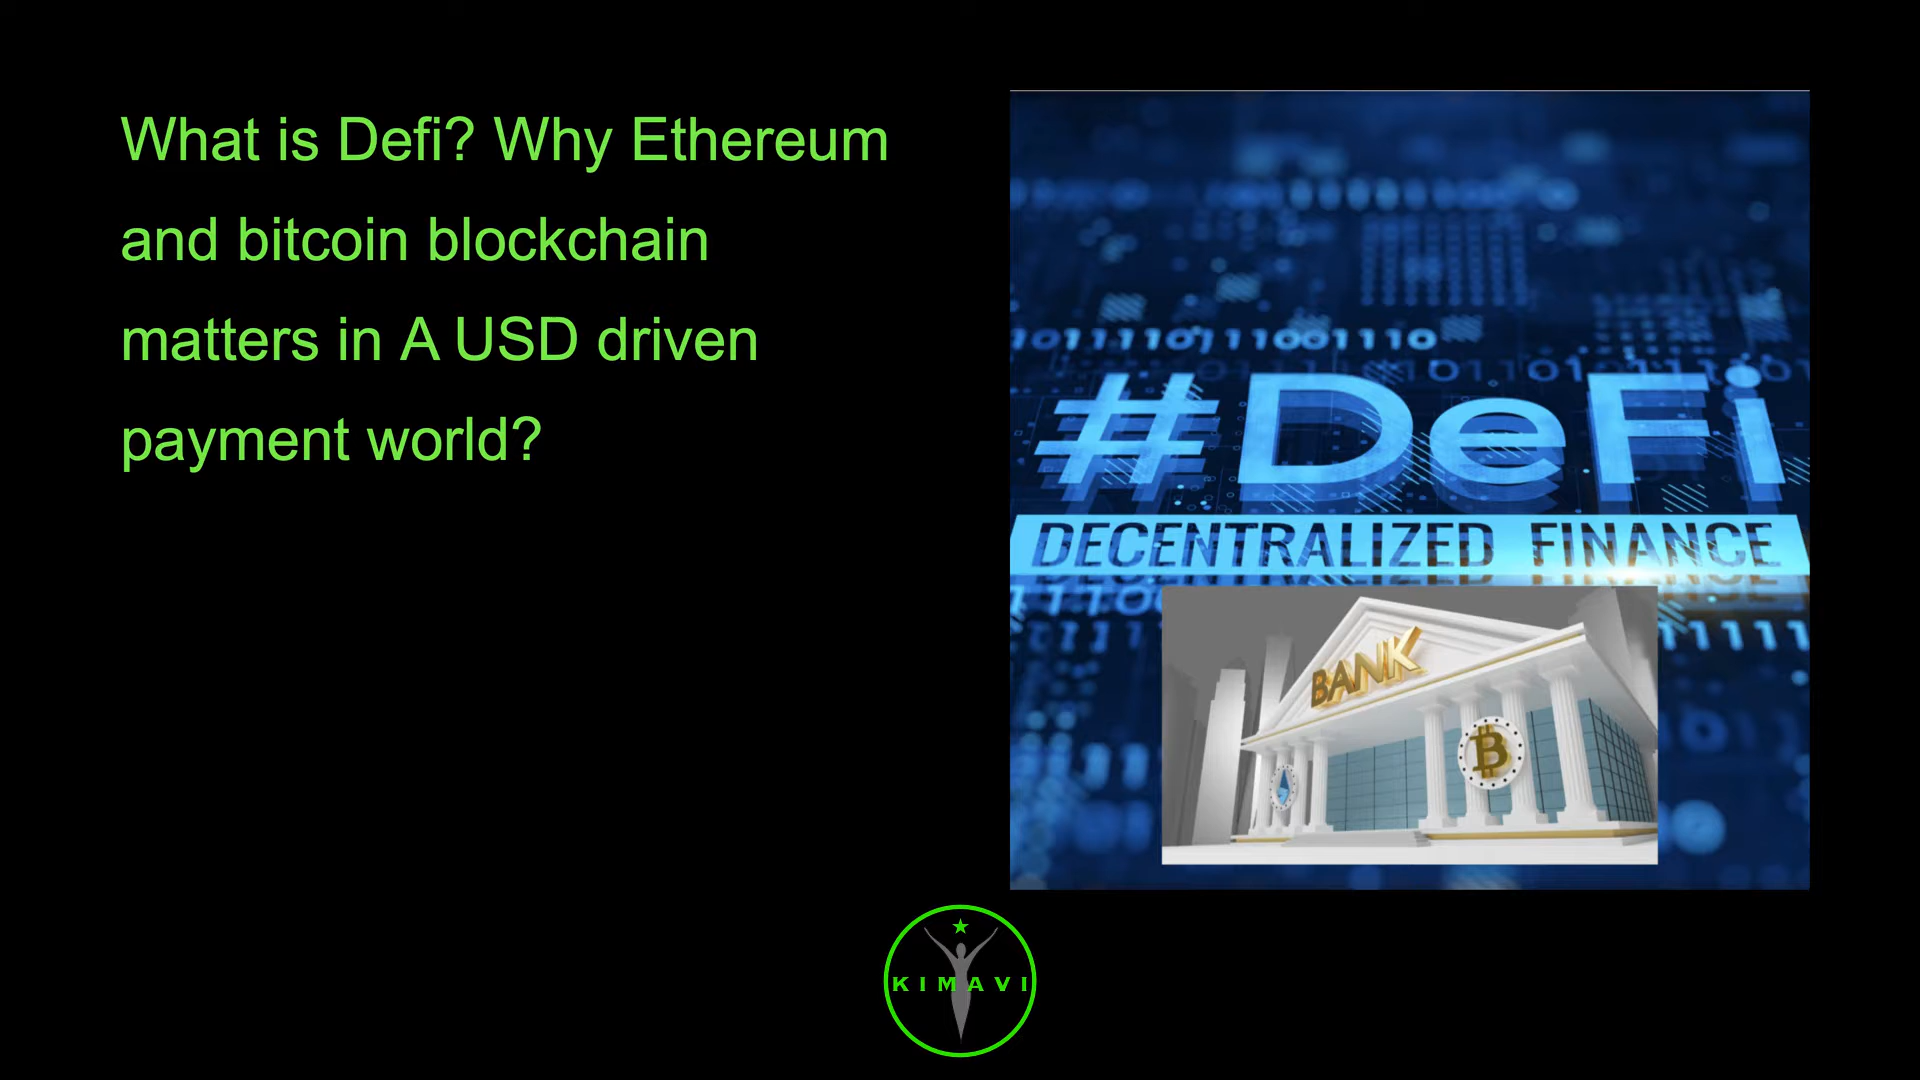 What is Defi? Why Ethereum
and bitcoin blockchain
matters in A USD driven
payment world?
#DeFi
DECENTRALIZED FINANCE
BANK
KIMAVI